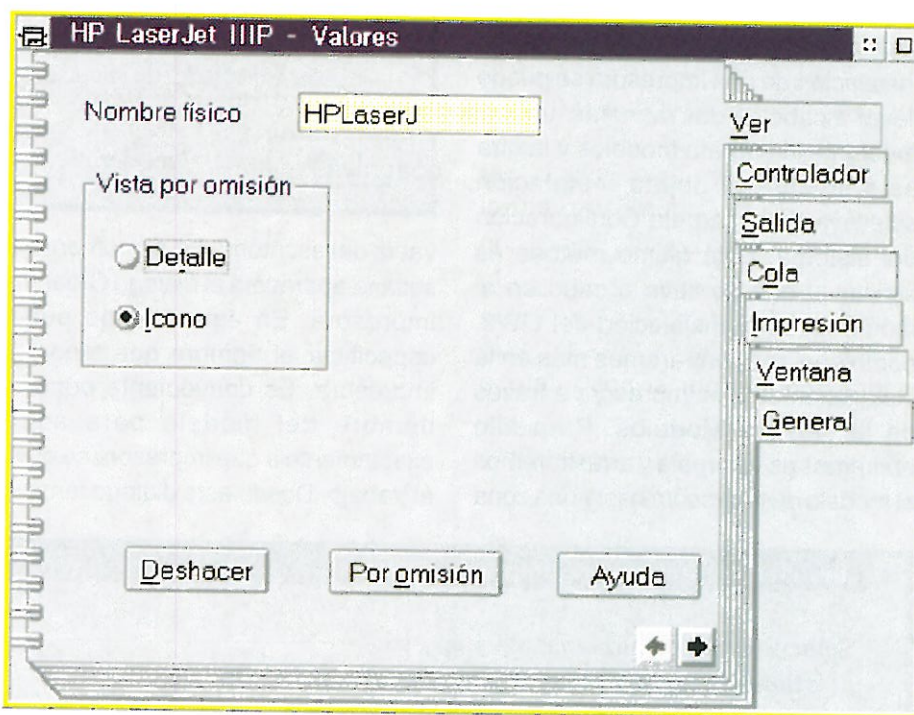 HP LaserJet IIIP - Valores
Nombre físico
HPLaserJ
Vista por omisión
Detalle
Icono
Ver
Controlador
Salida
Cola
Impresión
Ventana
General
Deshacer
Por omisión
Ayuda